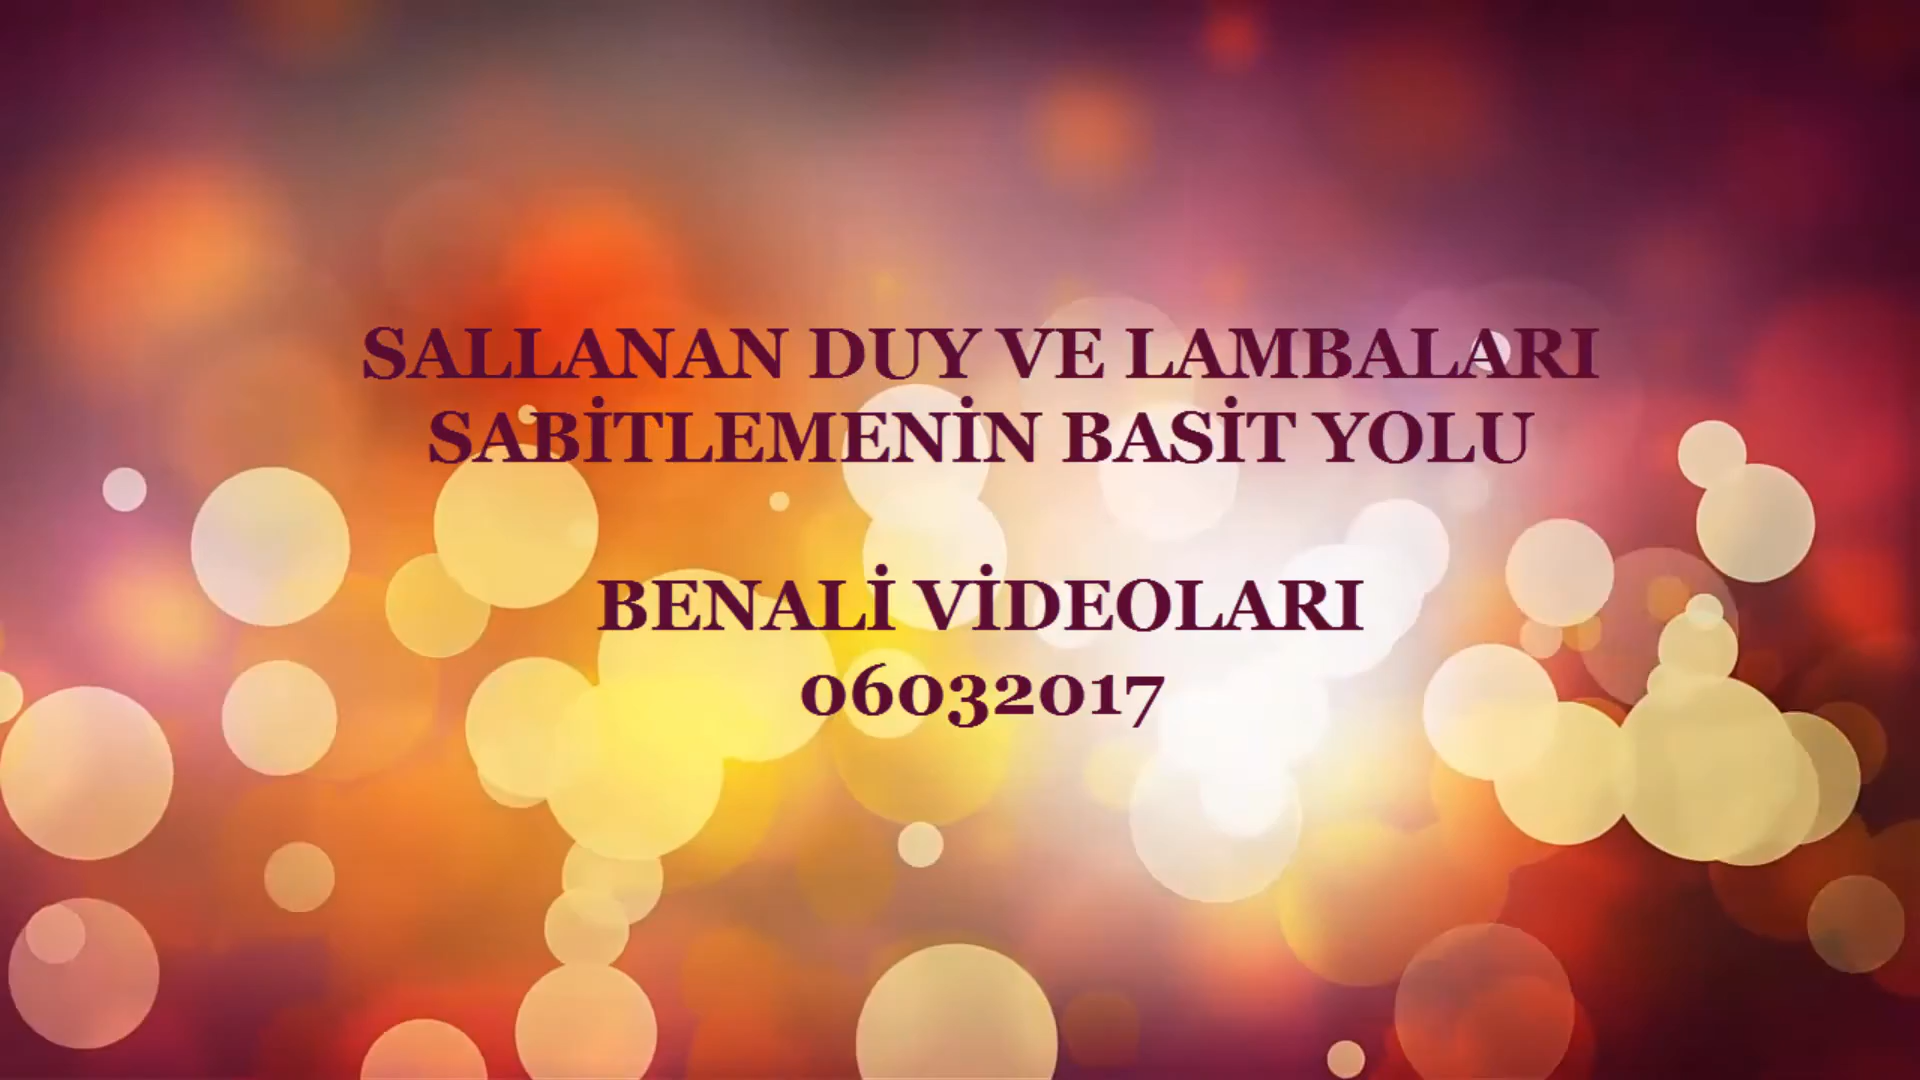 SALLANAN DUY VE LAMBALARI
SABİTLEMENİN BASİT YOLU
BENALİ VİDEOLARI
06032017